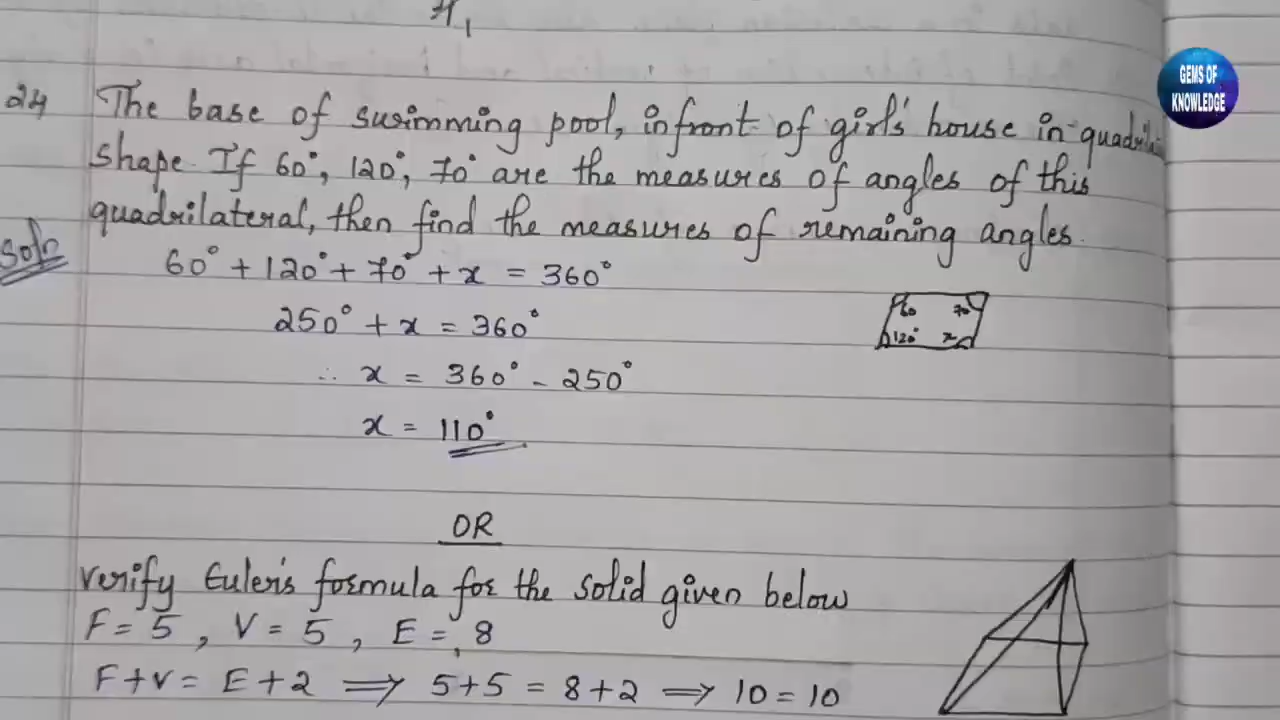 GEMS OF
KNOWLEDGE
24 The base of swimming pool, infront of girl's house in quadrila
shape. If 60°, 120°, 70° are the measures of angles of this
quadrilateral, then find the measures of remaining angles.
Soln
60° + 120° + 70° + x = 360°
250° + x = 360°
∴ x = 360° - 250°
x = 110°
60 70°
120° x
OR
Verify Euler's formula for the solid given below
F = 5, V = 5, E = 8
F+V = E+2 ⟹ 5+5 = 8+2 ⟹ 10 = 10